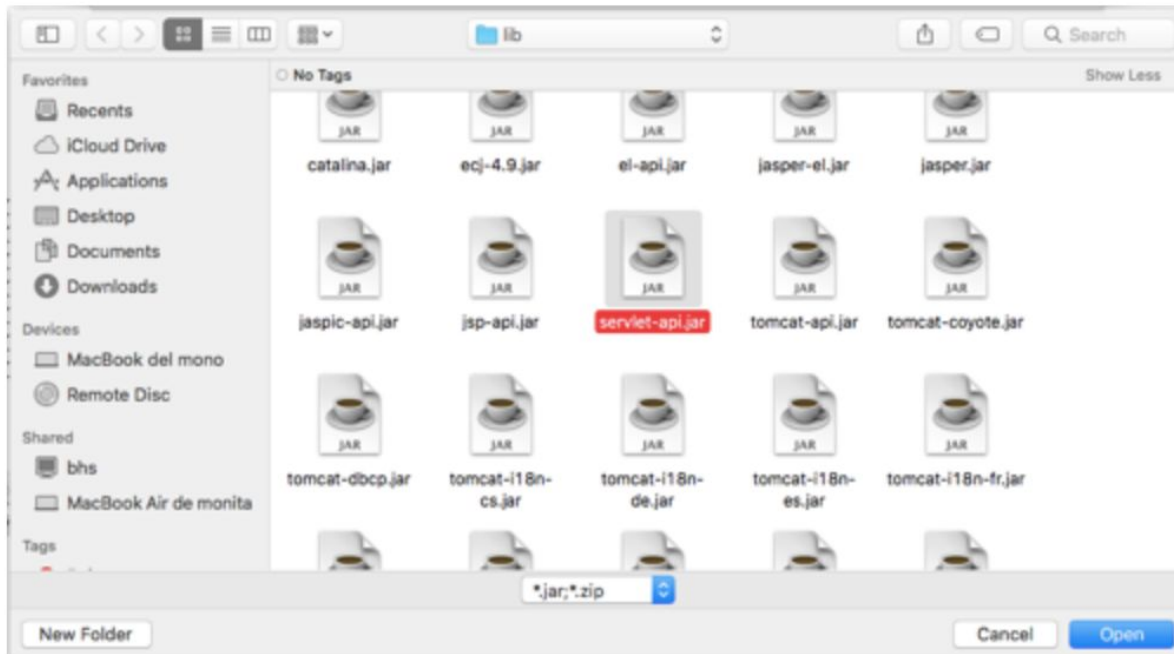 lib
Search
Favorites
Recents
iCloud Drive
Applications
Desktop
Documents
Downloads
Devices
MacBook del mono
Remote Disc
Shared
bhs
MacBook Air de monita
Tags
No Tags
Show Less
JAR JAR JAR JAR JAR
catalina.jar ecj-4.9.jar el-api.jar jasper-el.jar jasper.jar
JAR JAR JAR JAR JAR
jaspic-api.jar jsp-api.jar servlet-api.jar tomcat-api.jar tomcat-coyote.jar
JAR JAR JAR JAR JAR
tomcat-dbcp.jar tomcat-i18n- tomcat-i18n- tomcat-i18n- tomcat-i18n-fr.jar
cs.jar de.jar es.jar
*.jar;*.zip
New Folder
Cancel
Open